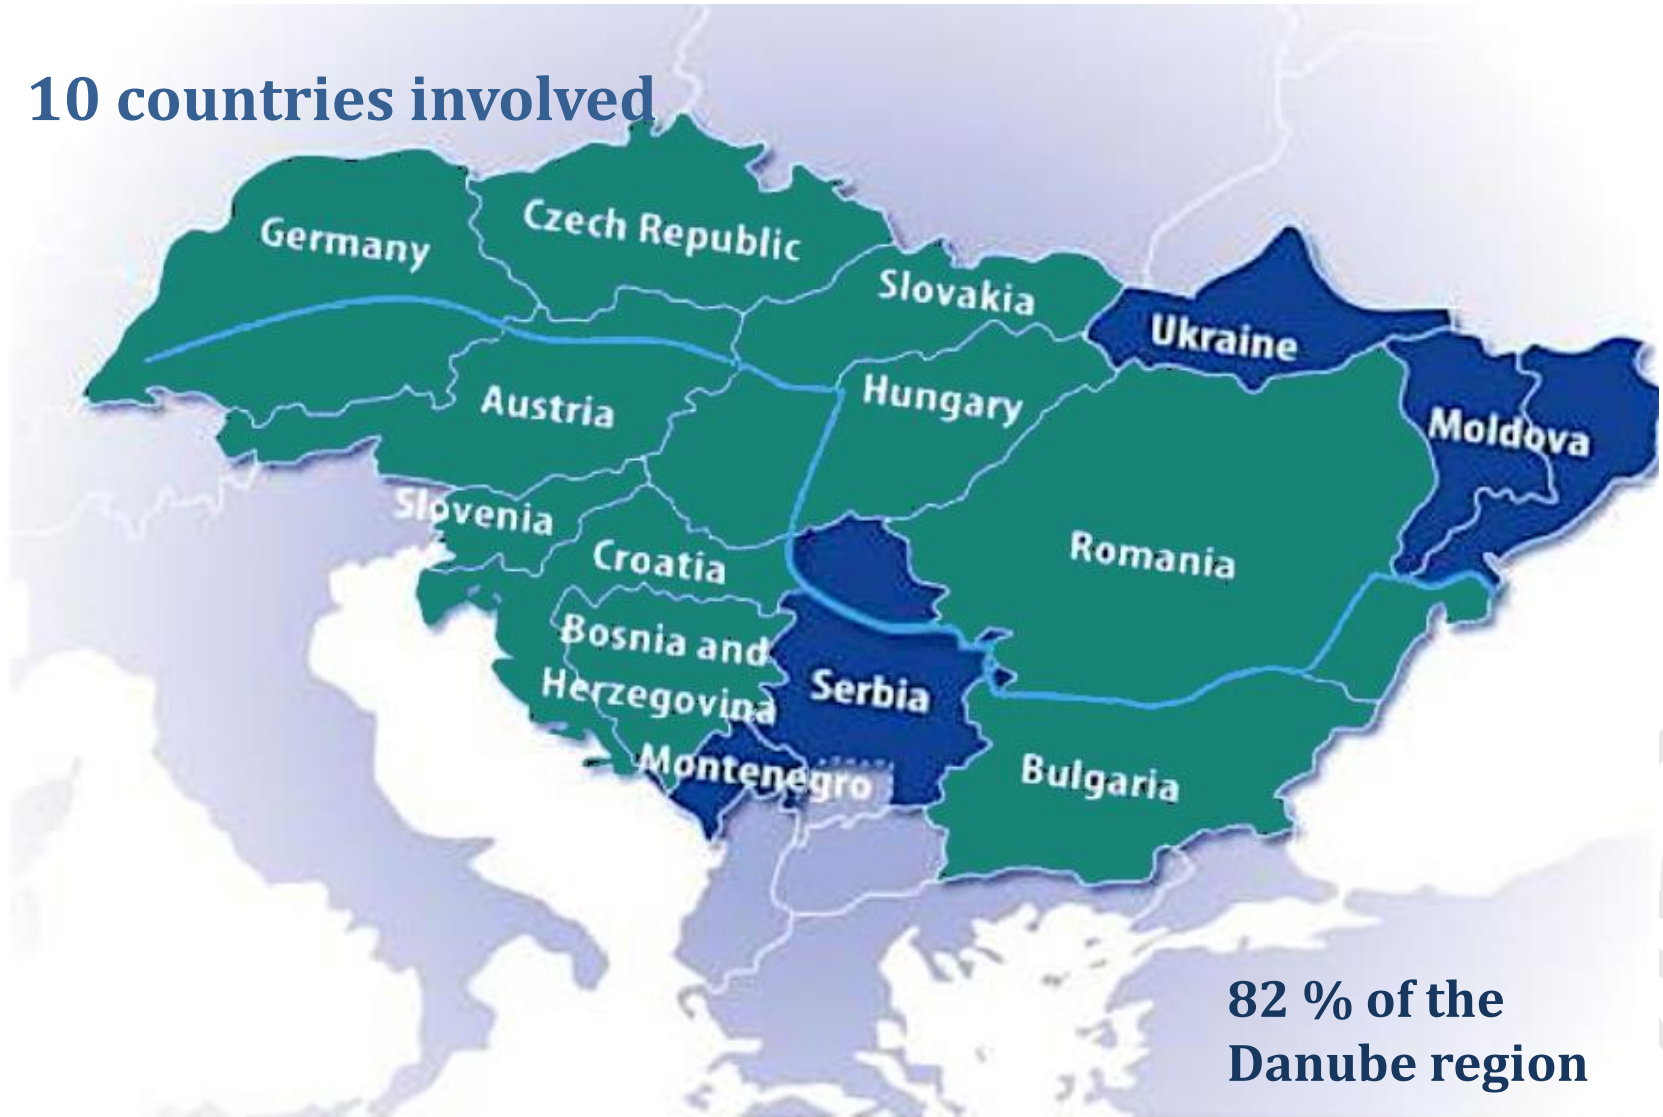 10 countries involved
Germany
Czech Republic
Slovakia
Ukraine
Austria
Hungary
Moldova
Slovenia
Croatia
Romania
Bosnia and
Herzegovina
Serbia
Montenegro
Bulgaria
82 % of the
Danube region